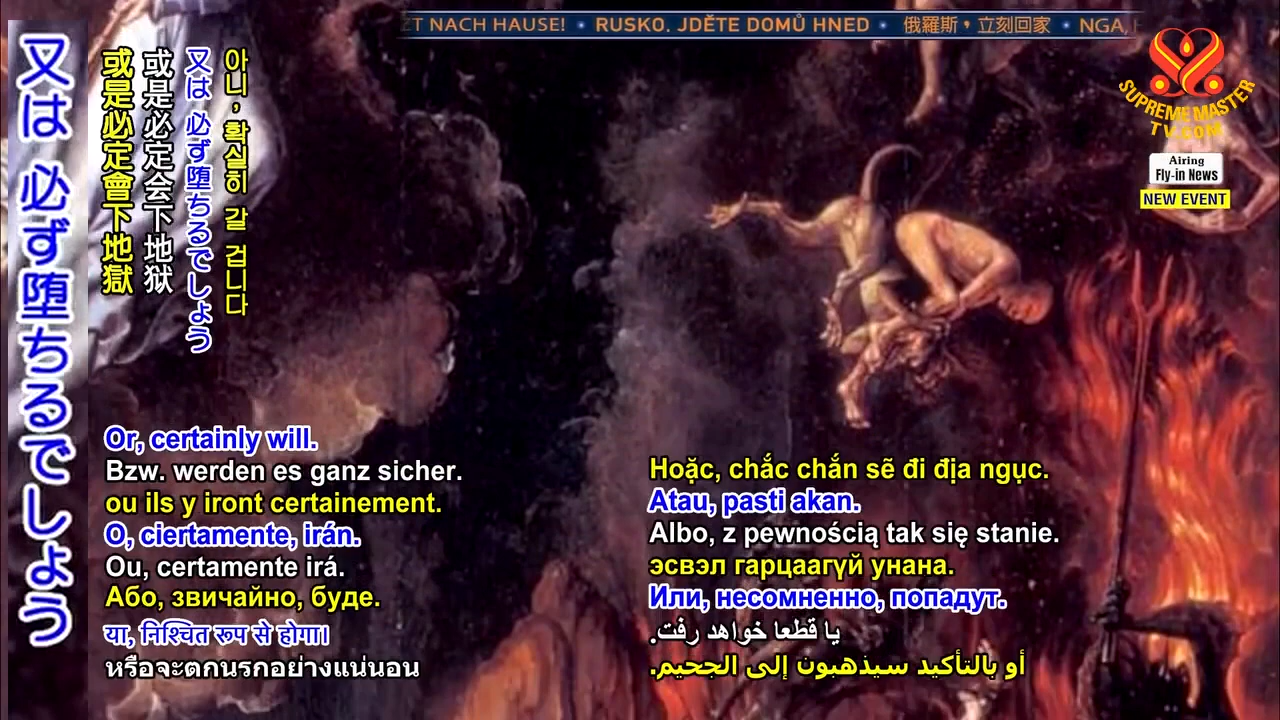 ZT NACH HAUSE! • RUSKO, JDĚTE DOMŮ HNED • 俄羅斯，立刻回家 • NGA,
SUPREME MASTER
TV.COM
Airing
Fly-in News
NEW EVENT
又は 必ず堕ちるでしょう
或是必定會下地獄
或是必定会下地狱
又は 必ず堕ちるでしょう
아니, 확실히 갈 겁니다
Or, certainly will.
Bzw. werden es ganz sicher.
ou ils y iront certainement.
O, ciertamente, irán.
Ou, certamente irá.
Або, звичайно, буде.
या, निश्चित रूप से होगा।
หรือจะตกนรกอย่างแน่นอน
Hoặc, chắc chắn sẽ đi địa ngục.
Atau, pasti akan.
Albo, z pewnością tak się stanie.
эсвэл гарцаагүй унана.
Или, несомненно, попадут.
یا قطعا خواهد رفت.
أو بالتأكيد سيذهبون إلى الجحيم.